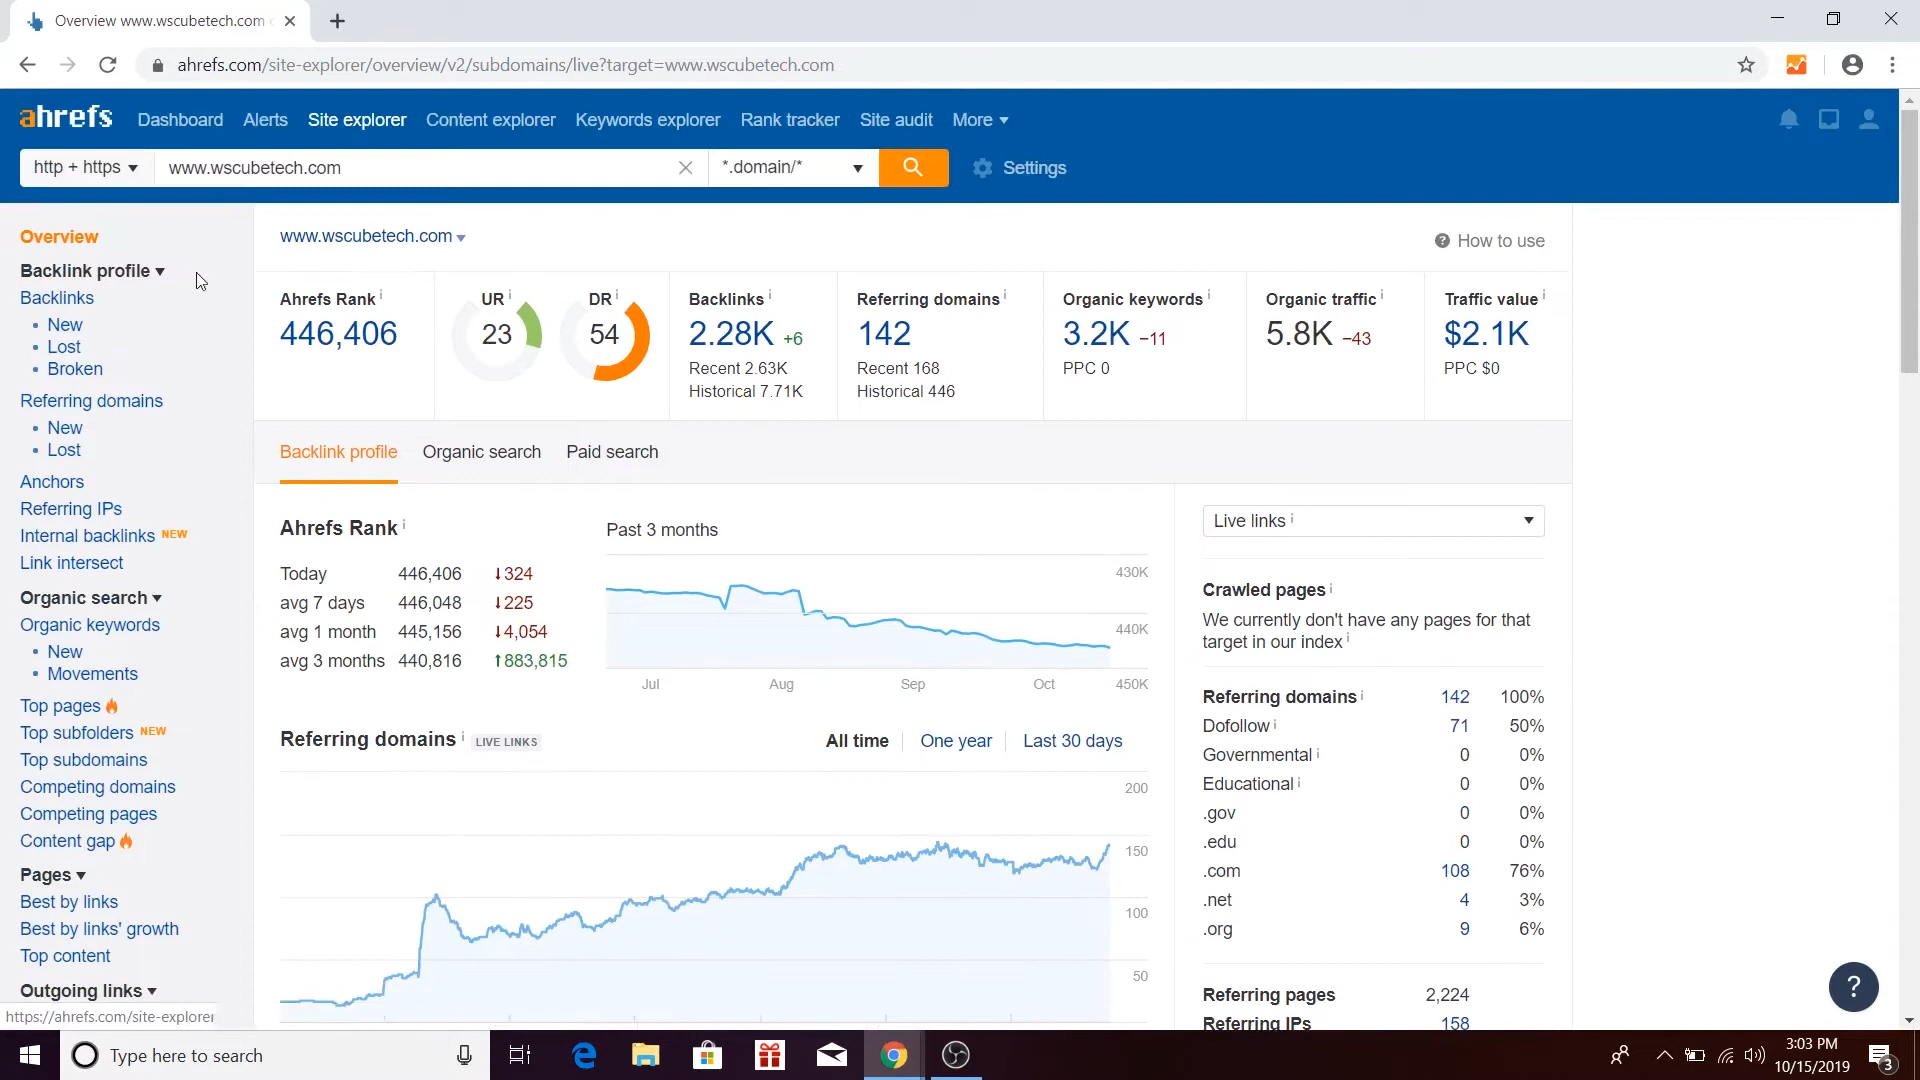 Overview www.wscubetech.com
ahrefs.com/site-explorer/overview/v2/subdomains/live?target=www.wscubetech.com
ahrefs Dashboard Alerts Site explorer Content explorer Keywords explorer Rank tracker Site audit More
http + https www.wscubetech.com *.domain/* Settings
Overview
Backlink profile
Backlinks
• New
• Lost
• Broken
Referring domains
• New
• Lost
Anchors
Referring IPs
Internal backlinks NEW
Link intersect
Organic search
Organic keywords
• New
• Movements
Top pages
Top subfolders NEW
Top subdomains
Competing domains
Competing pages
Content gap
Pages
Best by links
Best by links' growth
Top content
Outgoing links
https://ahrefs.com/site-explorer
www.wscubetech.com
? How to use
Ahrefs Rank i
446,406
UR i
23
DR i
54
Backlinks i
2.28K +6
Recent 2.63K
Historical 7.71K
Referring domains i
142
Recent 168
Historical 446
Organic keywords i
3.2K −11
PPC 0
Organic traffic i
5.8K −43
Traffic value i
$2.1K
PPC $0
Backlink profile Organic search Paid search
Ahrefs Rank i
Today 446,406 ↓324
avg 7 days 446,048 ↓225
avg 1 month 445,156 ↓4,054
avg 3 months 440,816 ↑883,815
Past 3 months
430K
440K
450K
Jul Aug Sep Oct
Referring domains i LIVE LINKS
All time One year Last 30 days
200
150
100
50
Live links i
Crawled pages i
We currently don't have any pages for that
target in our index i
Referring domains i 142 100%
Dofollow i 71 50%
Governmental i 0 0%
Educational i 0 0%
.gov 0 0%
.edu 0 0%
.com 108 76%
.net 4 3%
.org 9 6%
Referring pages 2,224
Referring IPs 158
?
Type here to search
3:03 PM
10/15/2019
3